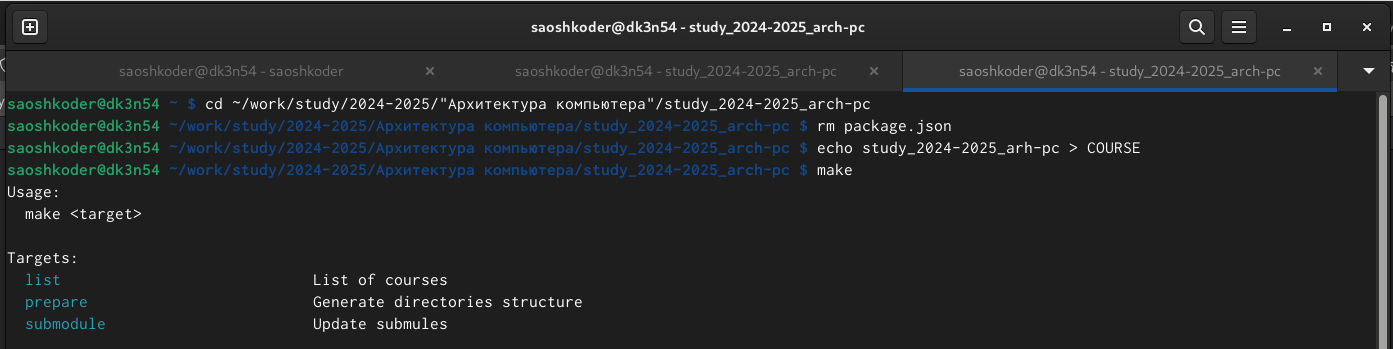 saoshkoder@dk3n54 - study_2024-2025_arch-pc
saoshkoder@dk3n54 - saoshkoder
saoshkoder@dk3n54 - study_2024-2025_arch-pc
saoshkoder@dk3n54 - study_2024-2025_arch-pc
saoshkoder@dk3n54 ~ $ cd ~/work/study/2024-2025/"Архитектура компьютера"/study_2024-2025_arch-pc
saoshkoder@dk3n54 ~/work/study/2024-2025/Архитектура компьютера/study_2024-2025_arch-pc $ rm package.json
saoshkoder@dk3n54 ~/work/study/2024-2025/Архитектура компьютера/study_2024-2025_arch-pc $ echo study_2024-2025_arh-pc > COURSE
saoshkoder@dk3n54 ~/work/study/2024-2025/Архитектура компьютера/study_2024-2025_arch-pc $ make
Usage:
  make <target>
Targets:
  list                            List of courses
  prepare                         Generate directories structure
  submodule                       Update submules